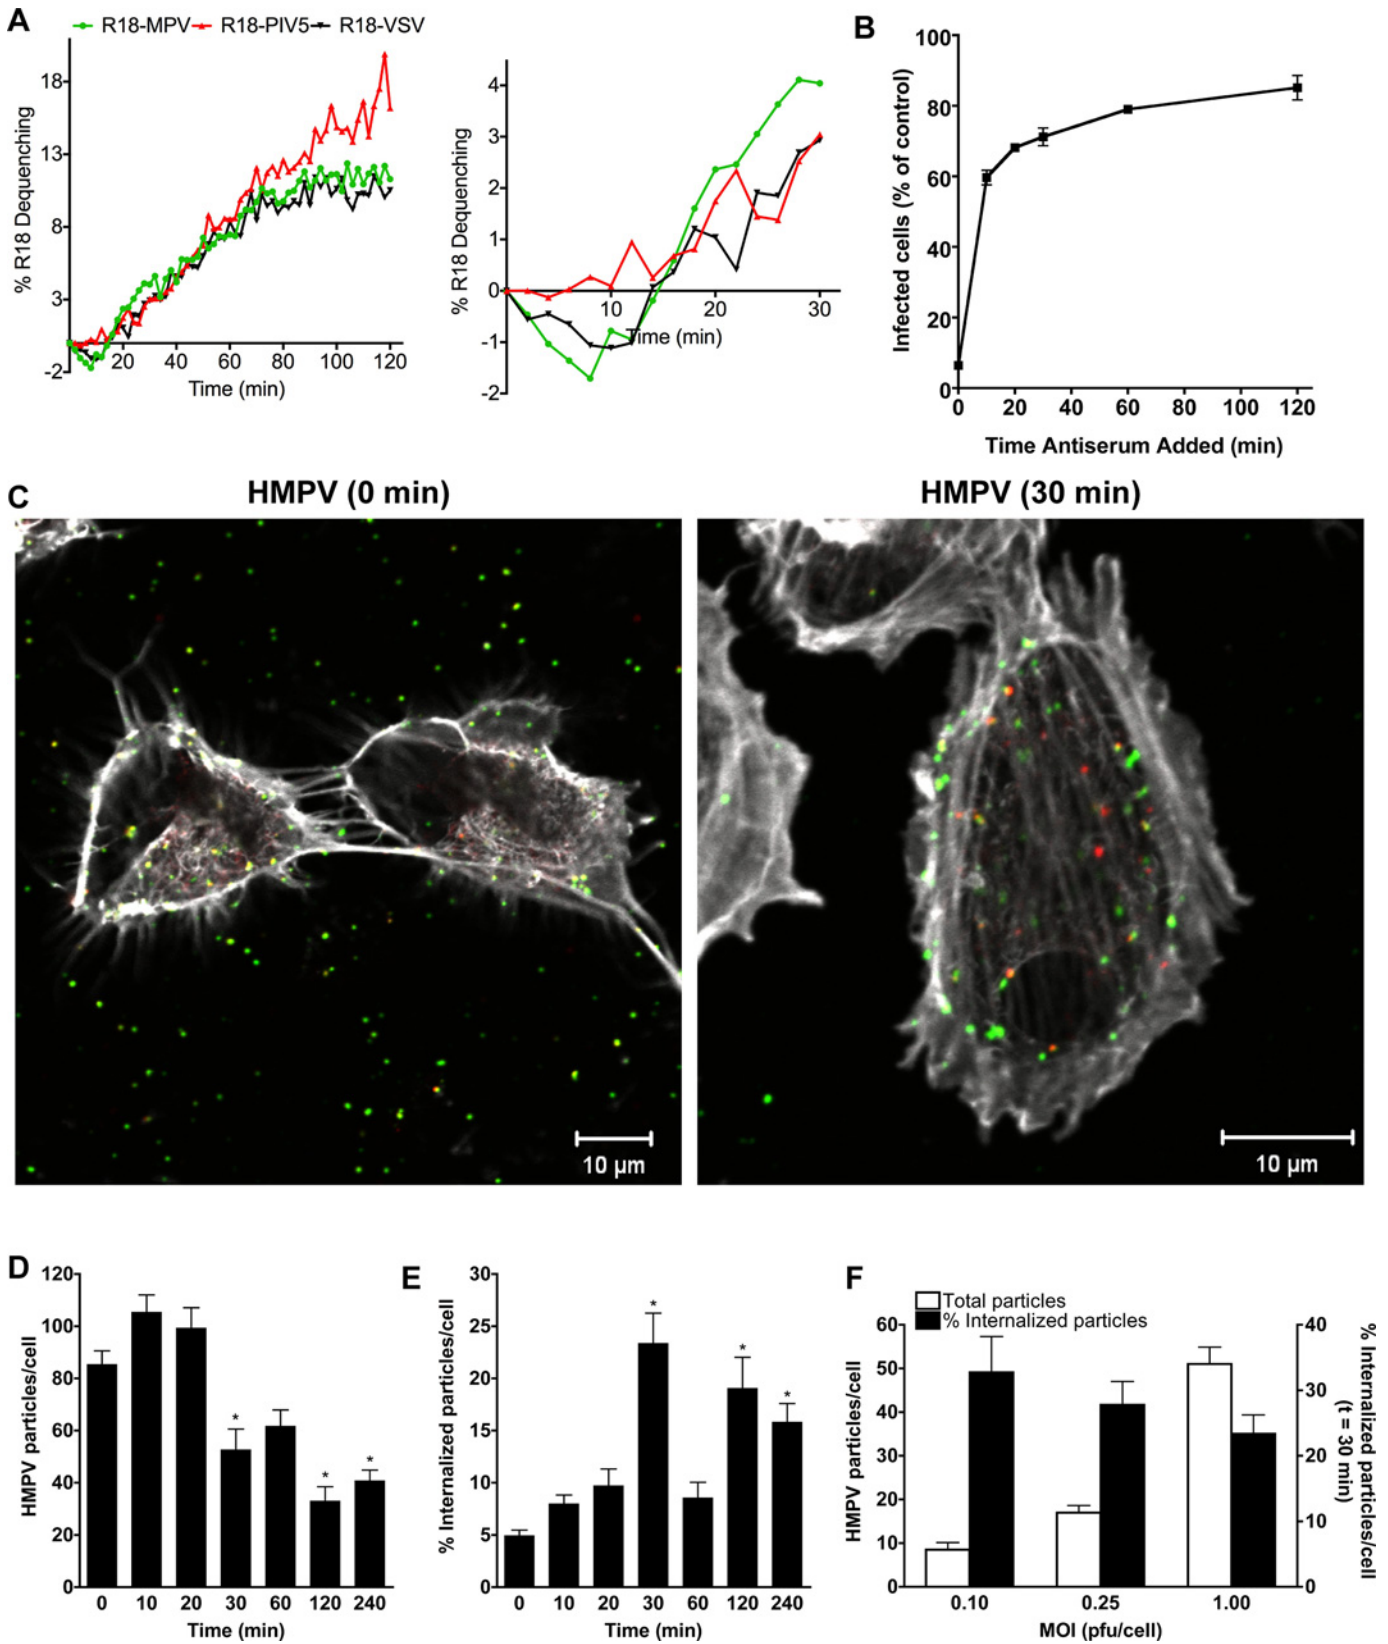 A
R18-MPV R18-PIV5 R18-VSV
% R18 Dequenching
18
13
8
3
-2
20 40 60 80 100 120
Time (min)
% R18 Dequenching
4
3
2
1
0
-1
-2
10 20 30
Time (min)
B
Infected cells (% of control)
100
80
60
40
20
0
0 20 40 60 80 100 120
Time Antiserum Added (min)
C
HMPV (0 min)
HMPV (30 min)
10 µm
10 µm
D
HMPV particles/cell
120
100
80
60
40
20
0
* * *
0 10 20 30 60 120 240
Time (min)
E
% Internalized particles/cell
30
25
20
15
10
5
0
* * *
0 10 20 30 60 120 240
Time (min)
F
Total particles
% Internalized particles
HMPV particles/cell
60
50
40
30
20
10
0
40
30
20
10
0
% Internalized particles/cell
(t = 30 min)
0.10 0.25 1.00
MOI (pfu/cell)